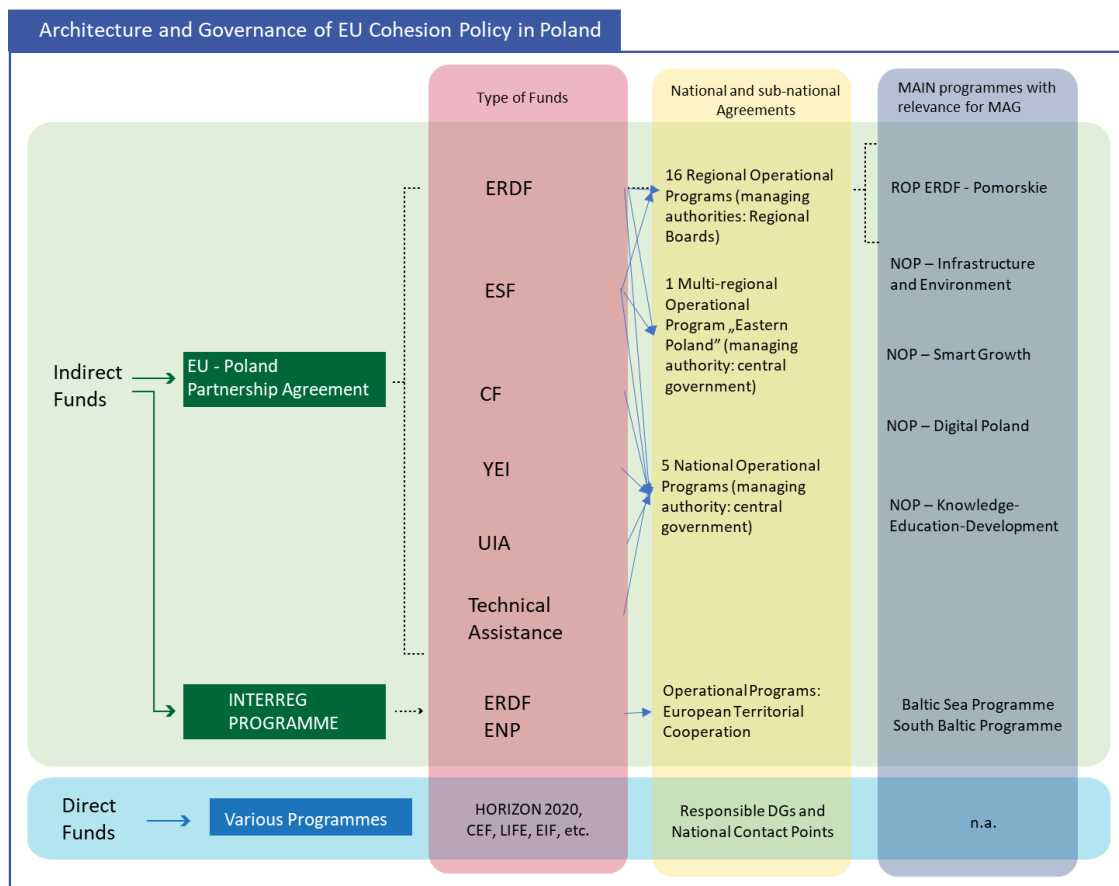 Architecture and Governance of EU Cohesion Policy in Poland
Type of Funds
National and sub-national
Agreements
MAIN programmes with
relevance for MAG
Indirect
Funds
EU - Poland
Partnership Agreement
ERDF
ESF
CF
YEI
UIA
Technical
Assistance
16 Regional Operational
Programs (managing
authorities: Regional
Boards)
1 Multi-regional
Operational
Program „Eastern
Poland” (managing
authority: central
government)
5 National Operational
Programs (managing
authority: central
government)
ROP ERDF - Pomorskie
NOP – Infrastructure
and Environment
NOP – Smart Growth
NOP – Digital Poland
NOP – Knowledge-
Education-Development
INTERREG
PROGRAMME
ERDF
ENP
Operational Programs:
European Territorial
Cooperation
Baltic Sea Programme
South Baltic Programme
Direct
Funds
Various Programmes
HORIZON 2020,
CEF, LIFE, EIF, etc.
Responsible DGs and
National Contact Points
n.a.